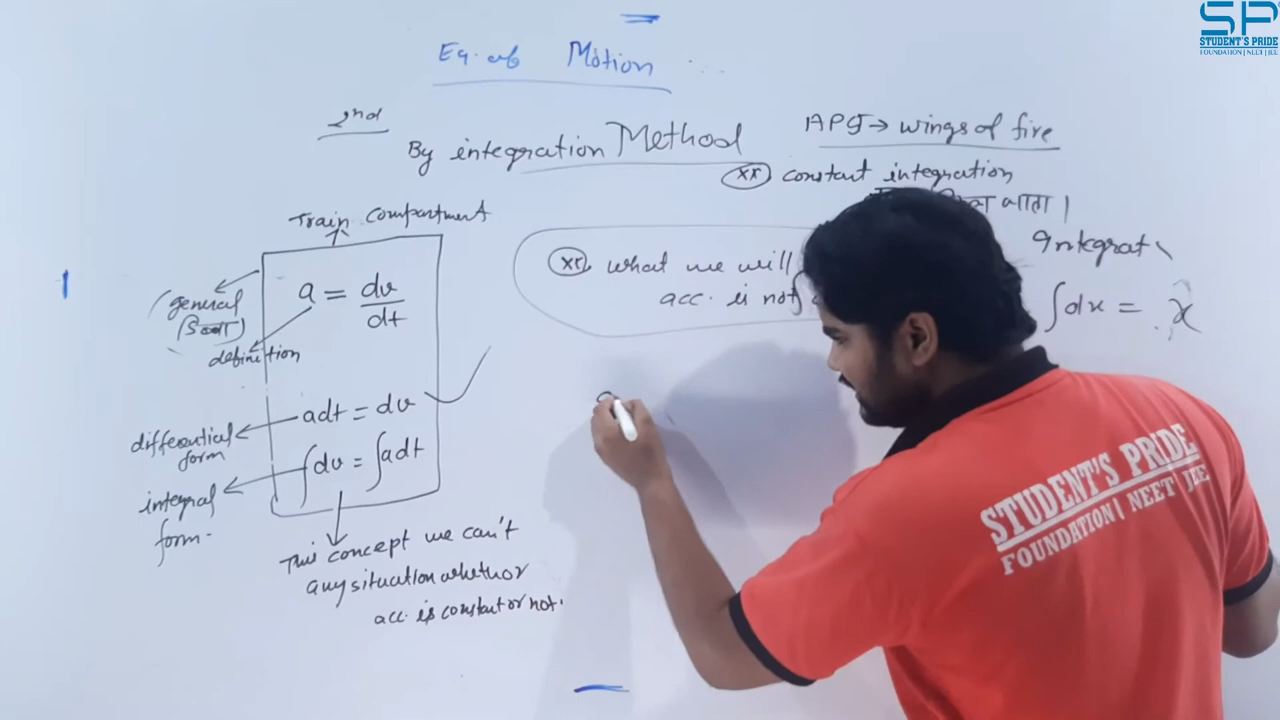 SP
STUDENT'S PRIDE
FOUNDATION | NEET | JEE
Eq. of Motion
2nd
By integration Method
APJ → wings of fire
xx constant integration
जाता।
Train Compartment
general
definition
a = dv/dt
xx what we will
acc. is not
Integrat
∫dx = x
differential form
adt = dv
integral form.
∫dv = ∫adt
This concept we can't
any situation whether
acc. is constant or not.
STUDENT'S PRIDE
FOUNDATION | NEET | JEE